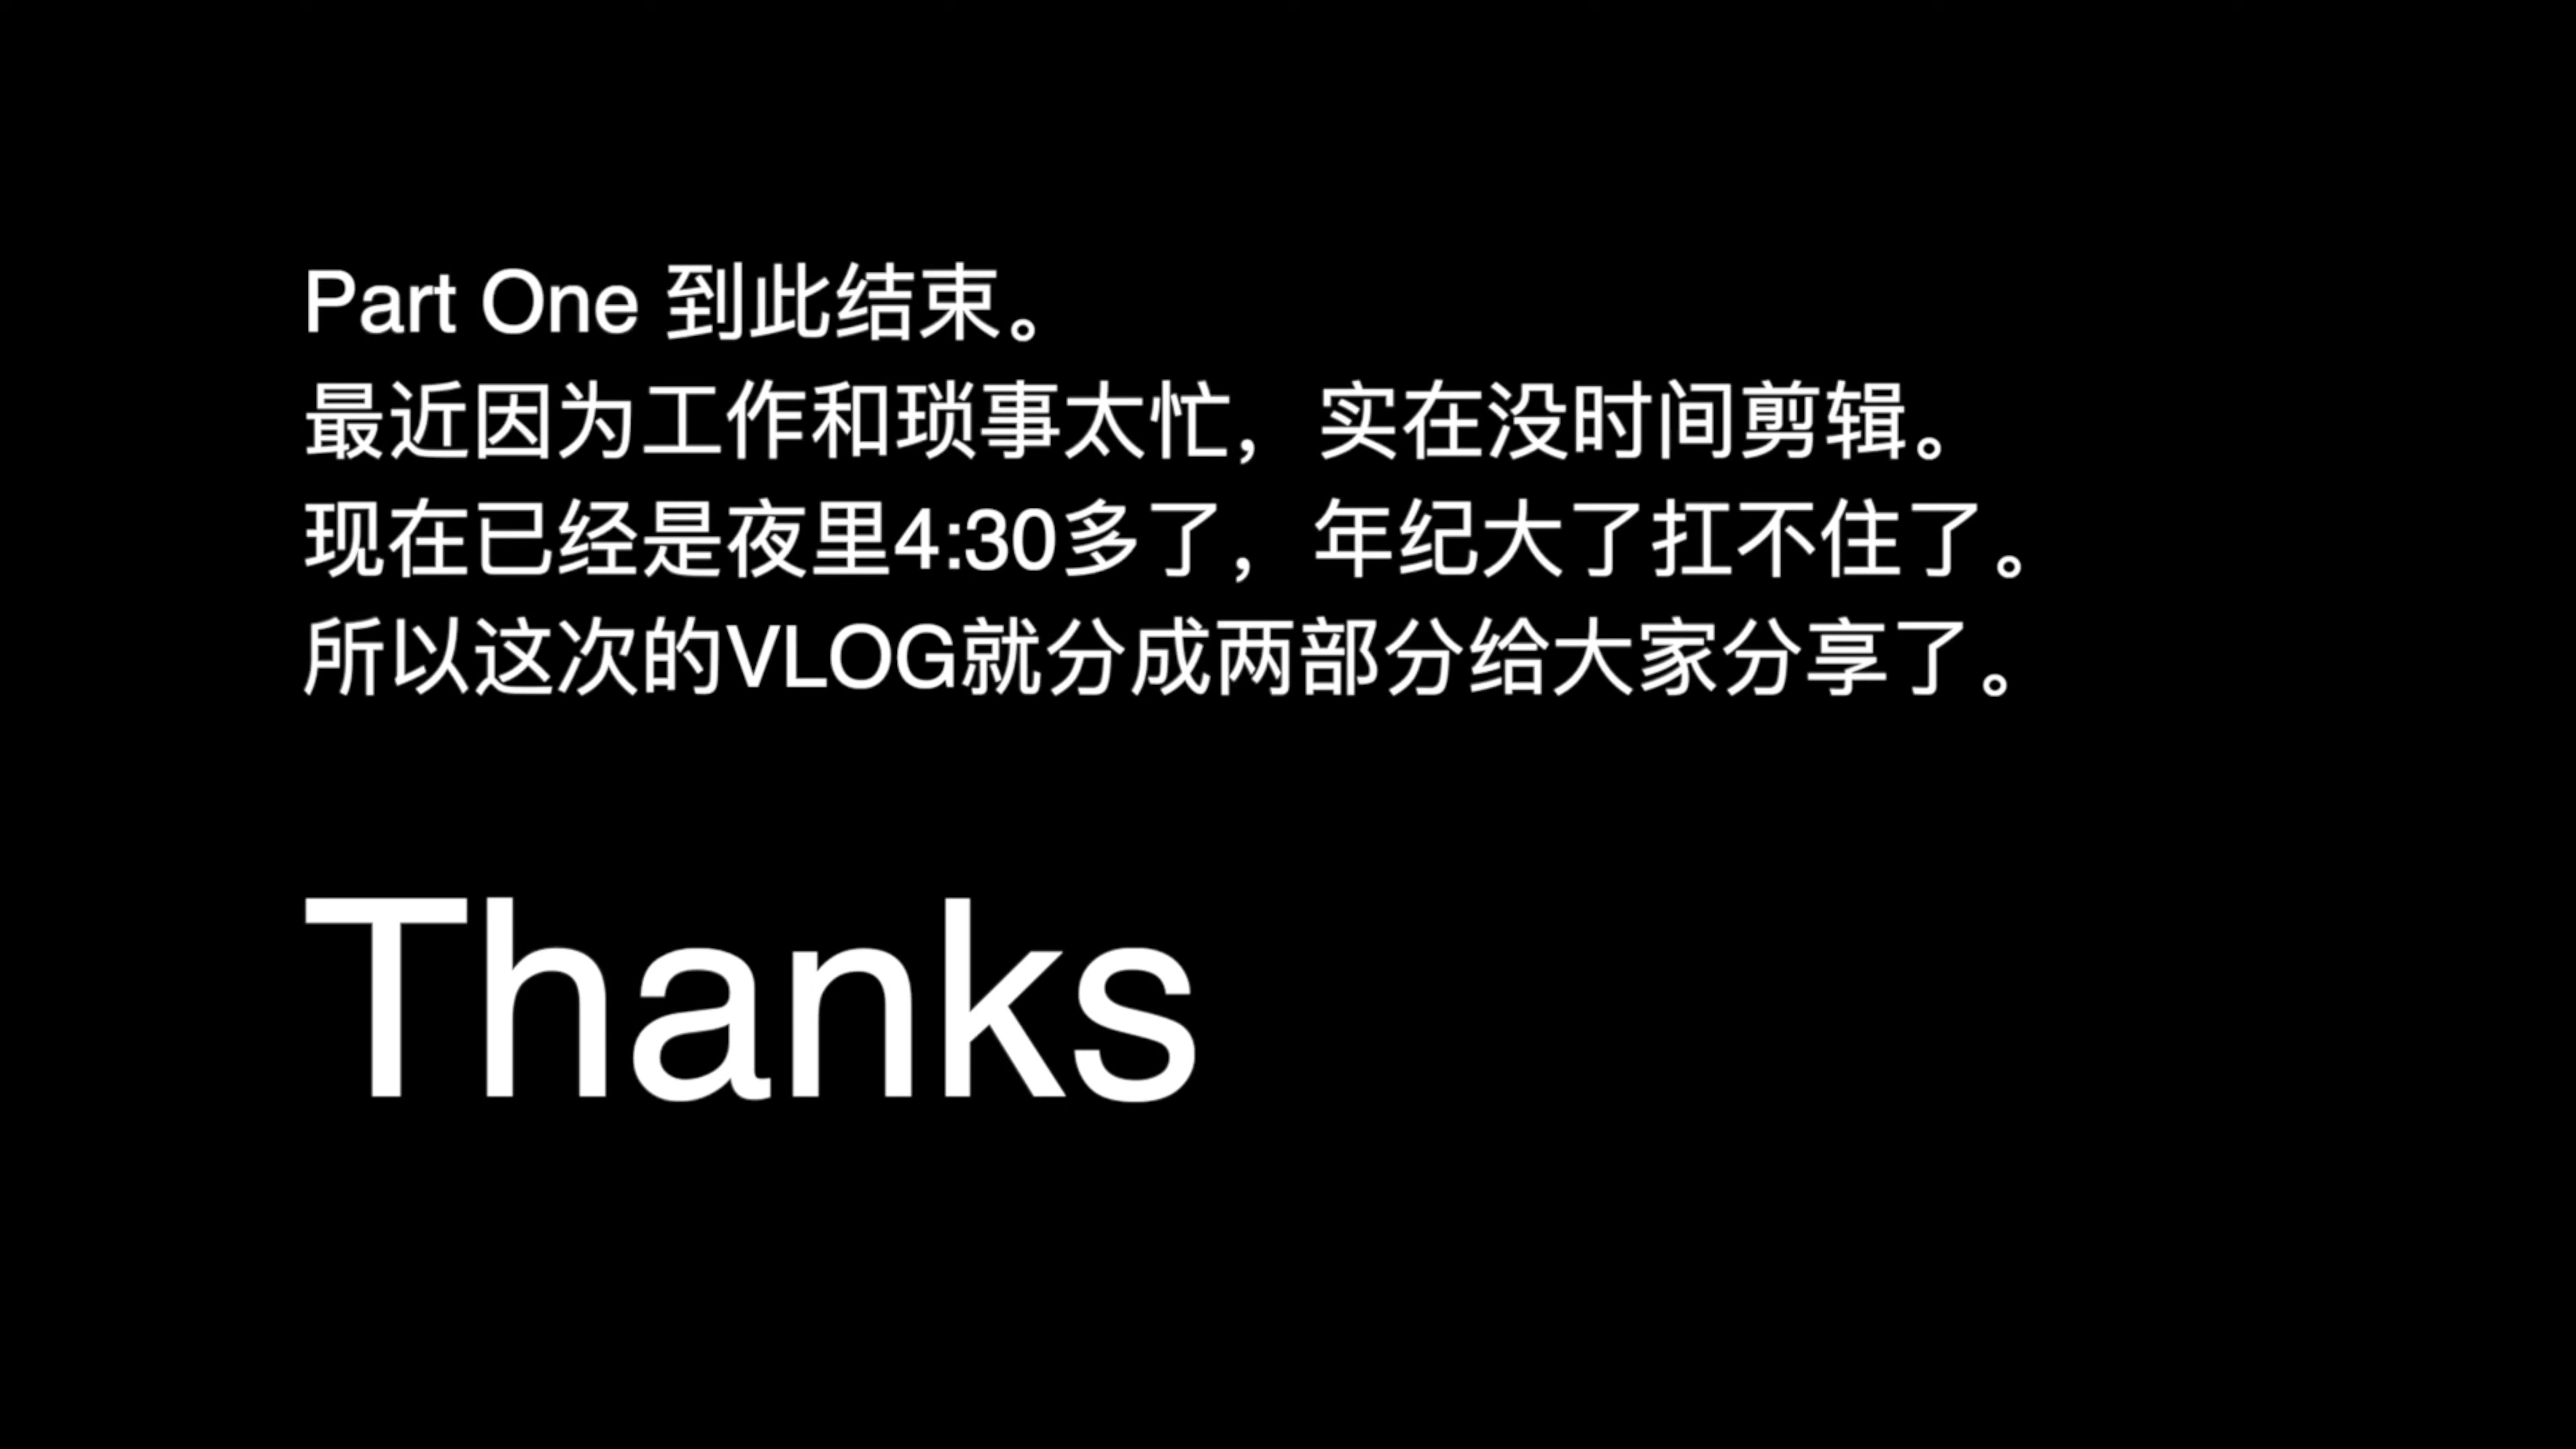 Part One 到此结束。
最近因为工作和琐事太忙，实在没时间剪辑。
现在已经是夜里4:30多了，年纪大了扛不住了。
所以这次的VLOG就分成两部分给大家分享了。
Thanks